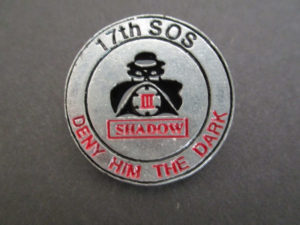 17th SOS
III
SHADOW
DENY HIM THE DARK